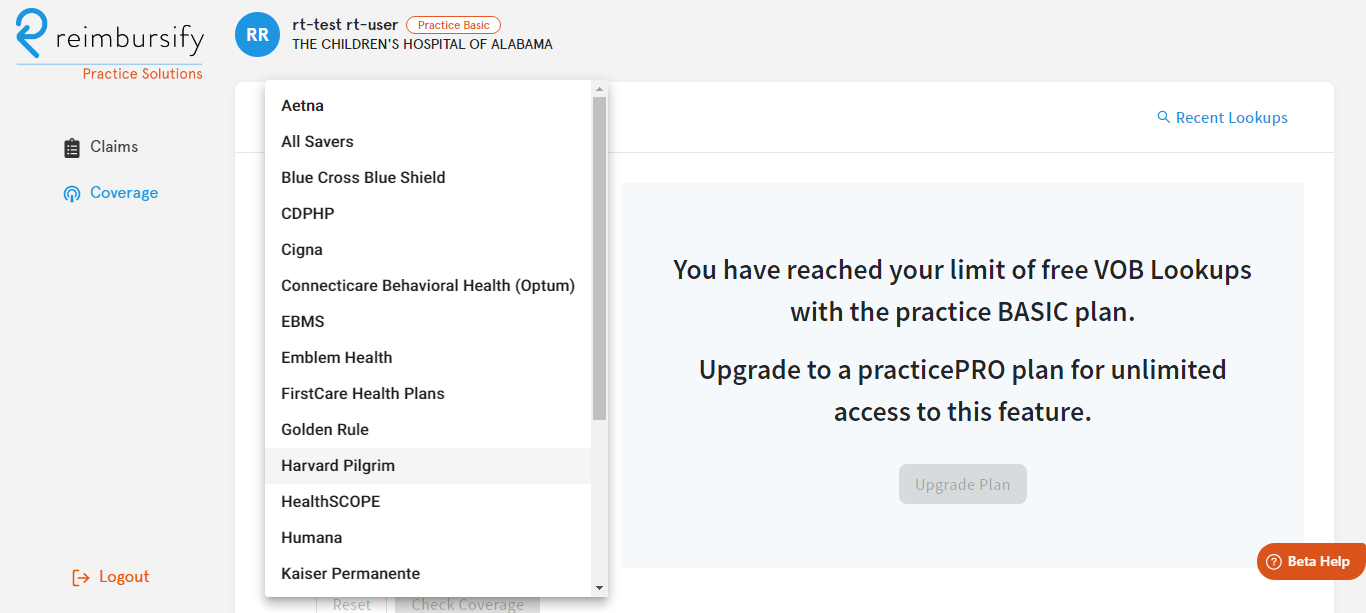 reimbursify
Practice Solutions
RR
rt-test rt-user
Practice Basic
THE CHILDREN'S HOSPITAL OF ALABAMA
Claims
Coverage
Logout
Aetna
All Savers
Blue Cross Blue Shield
CDPHP
Cigna
Connecticare Behavioral Health (Optum)
EBMS
Emblem Health
FirstCare Health Plans
Golden Rule
Harvard Pilgrim
HealthSCOPE
Humana
Kaiser Permanente
Reset
Check Coverage
Recent Lookups
You have reached your limit of free VOB Lookups
with the practice BASIC plan.
Upgrade to a practicePRO plan for unlimited
access to this feature.
Upgrade Plan
Beta Help